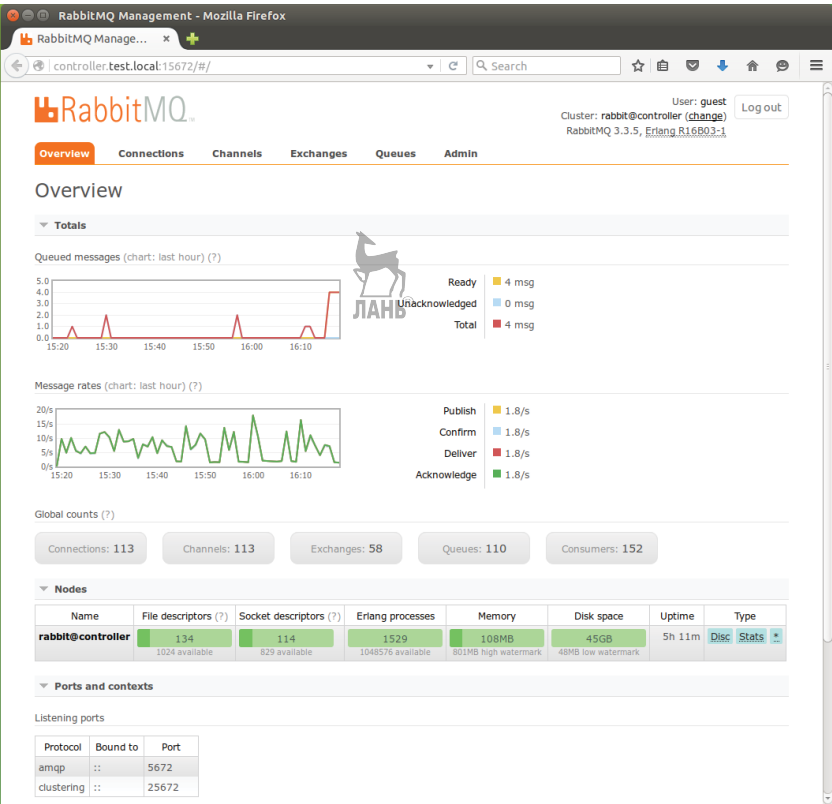 RabbitMQ Management - Mozilla Firefox
RabbitMQ Manage... ×
controller.test.local:15672/#/ Search
RabbitMQ
User: guest
Cluster: rabbit@controller (change)
RabbitMQ 3.3.5, Erlang R16B03-1
Log out
Overview Connections Channels Exchanges Queues Admin
Overview
Totals
Queued messages (chart: last hour) (?)
5.0
4.0
3.0
2.0
1.0
0.0
15:20 15:30 15:40 15:50 16:00 16:10
ЛАНЬ®
Ready 4 msg
Unacknowledged 0 msg
Total 4 msg
Message rates (chart: last hour) (?)
20/s
15/s
10/s
5/s
0/s
15:20 15:30 15:40 15:50 16:00 16:10
Publish 1.8/s
Confirm 1.8/s
Deliver 1.8/s
Acknowledge 1.8/s
Global counts (?)
Connections: 113 Channels: 113 Exchanges: 58 Queues: 110 Consumers: 152
Nodes
Name File descriptors (?) Socket descriptors (?) Erlang processes Memory Disk space Uptime Type
rabbit@controller 134 114 1529 108MB 45GB 5h 11m Disc Stats *
1024 available 829 available 1048576 available 801MB high watermark 48MB low watermark
Ports and contexts
Listening ports
Protocol Bound to Port
amqp :: 5672
clustering :: 25672